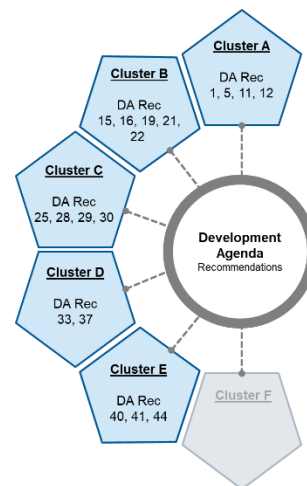 Cluster A
DA Rec
1, 5, 11, 12
Cluster B
DA Rec
15, 16, 19, 21,
22
Cluster C
DA Rec
25, 28, 29, 30
Development
Agenda
Recommendations
Cluster D
DA Rec
33, 37
Cluster E
DA Rec
40, 41, 44
Cluster F